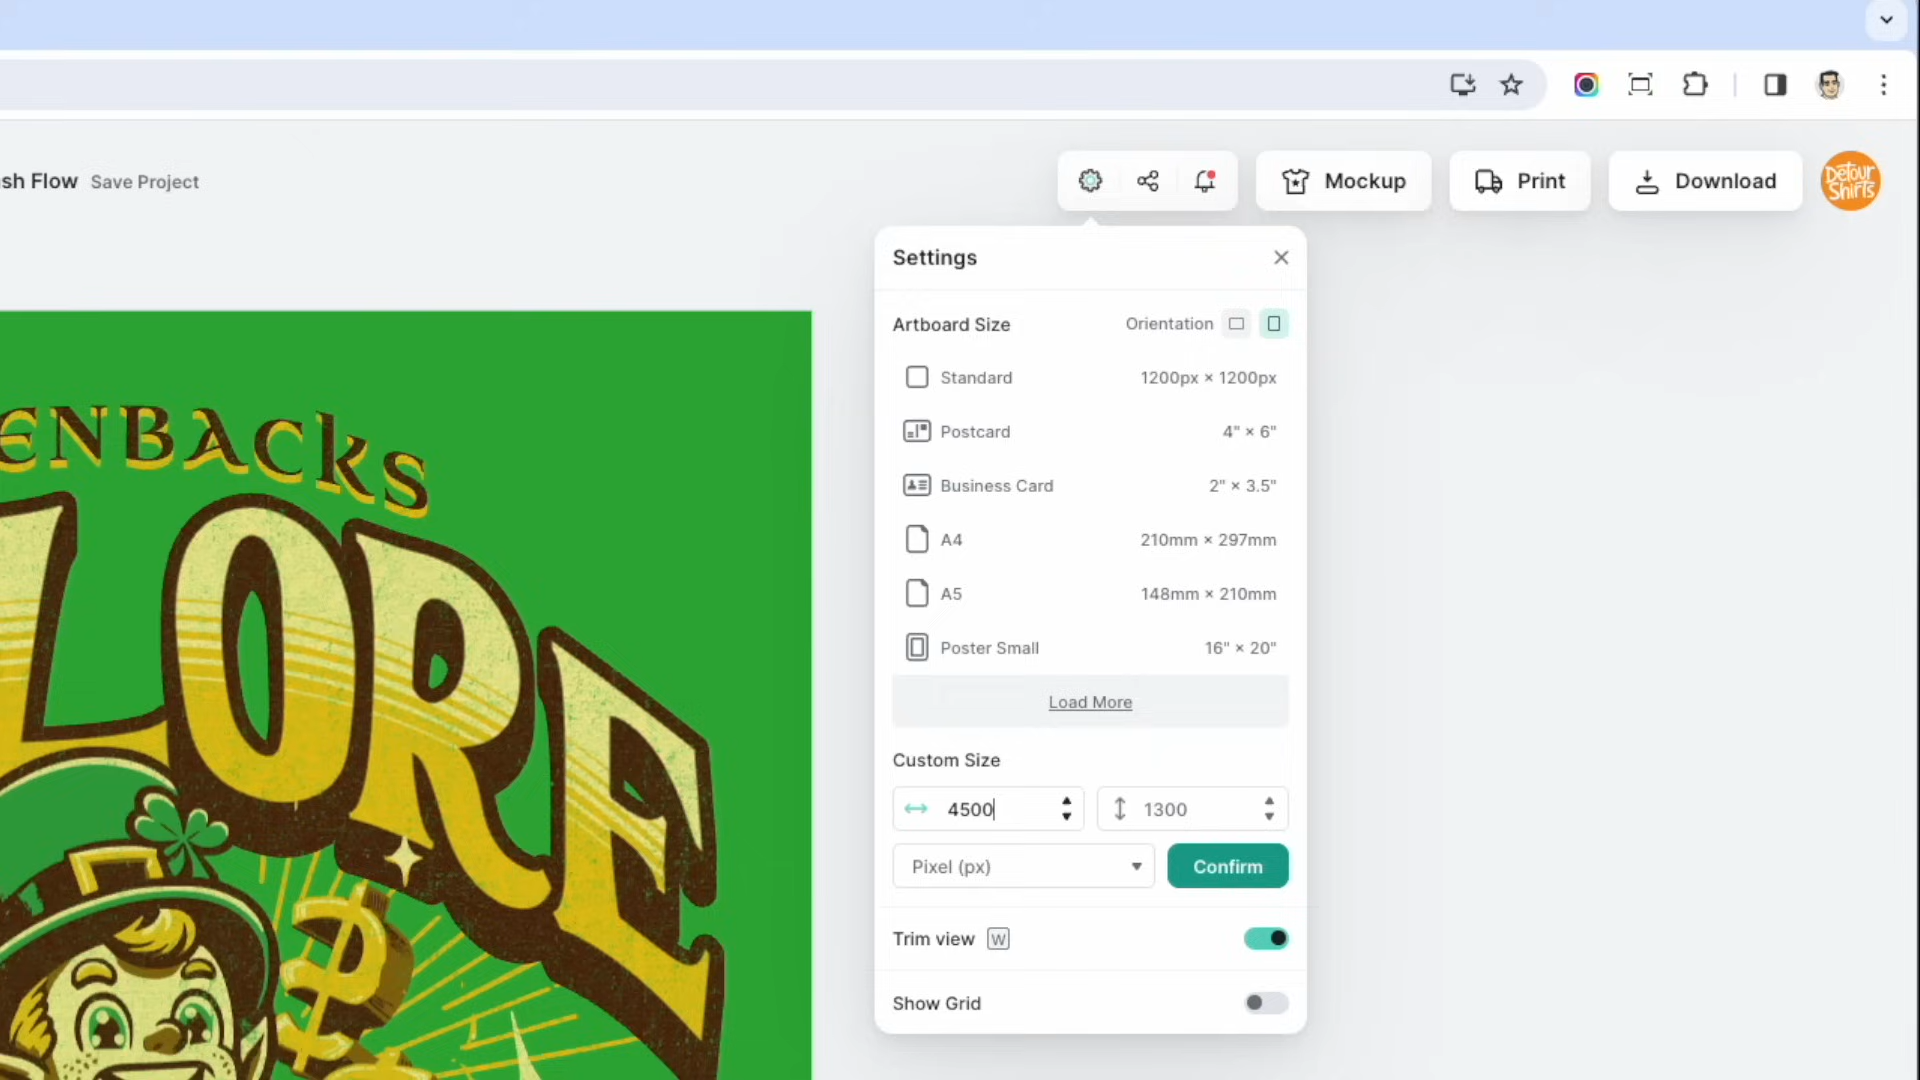 sh Flow Save Project
Mockup
Print
Download
DeTour
Shirts
Settings
Artboard Size
Orientation
Standard
1200px × 1200px
Postcard
4" × 6"
Business Card
2" × 3.5"
A4
210mm × 297mm
A5
148mm × 210mm
Poster Small
16" × 20"
Load More
Custom Size
4500
1300
Pixel (px)
Confirm
Trim view W
Show Grid
ENBACKS
LORE
$